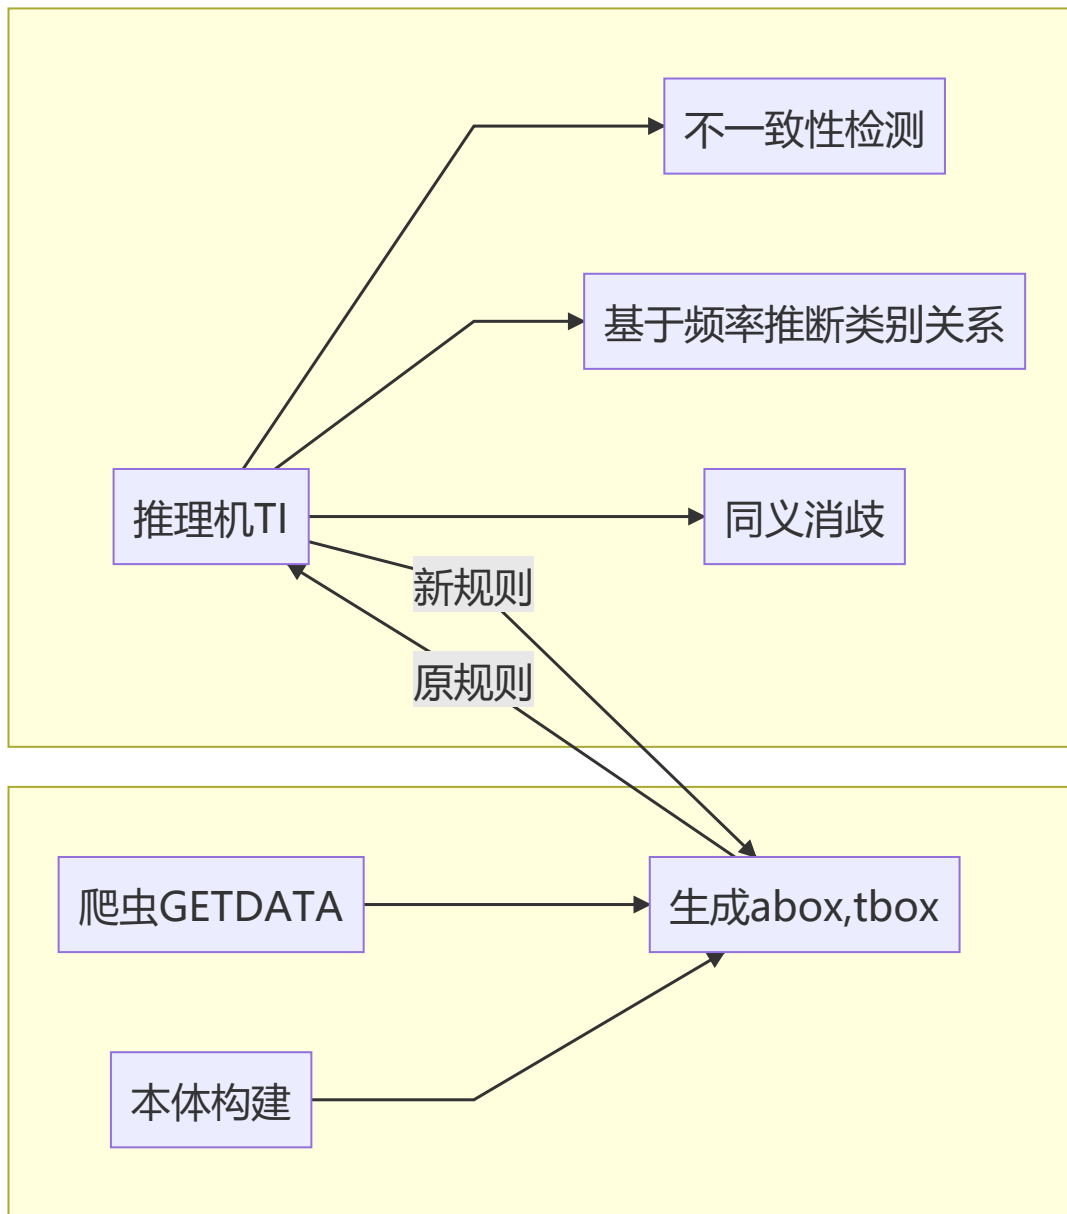 不一致性检测
基于频率推断类别关系
推理机TI
同义消歧
新规则
原规则
爬虫GETDATA
生成abox,tbox
本体构建